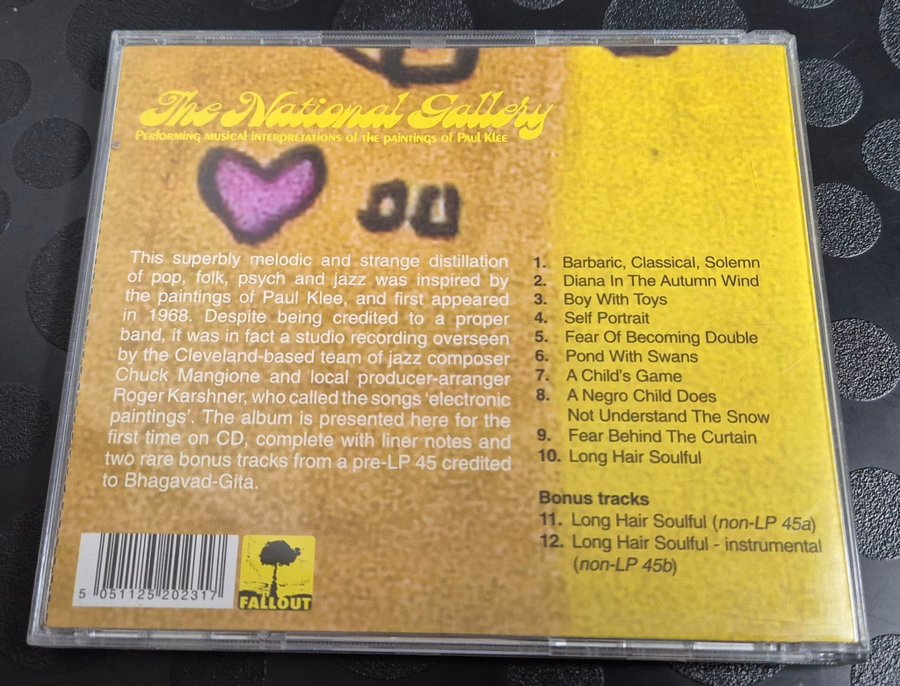 The National Gallery
Performing musical interpretations of the paintings of Paul Klee
This superbly melodic and strange distillation
of pop, folk, psych and jazz was inspired by
the paintings of Paul Klee, and first appeared
in 1968. Despite being credited to a proper
band, it was in fact a studio recording overseen
by the Cleveland-based team of jazz composer
Chuck Mangione and local producer-arranger
Roger Karshner, who called the songs ‘electronic
paintings’. The album is presented here for the
first time on CD, complete with liner notes and
two rare bonus tracks from a pre-LP 45 credited
to Bhagavad-Gita.
1. Barbaric, Classical, Solemn
2. Diana In The Autumn Wind
3. Boy With Toys
4. Self Portrait
5. Fear Of Becoming Double
6. Pond With Swans
7. A Child's Game
8. A Negro Child Does
Not Understand The Snow
9. Fear Behind The Curtain
10. Long Hair Soulful
Bonus tracks
11. Long Hair Soulful (non-LP 45a)
12. Long Hair Soulful - instrumental
(non-LP 45b)
5 051125 202317
FALLOUT